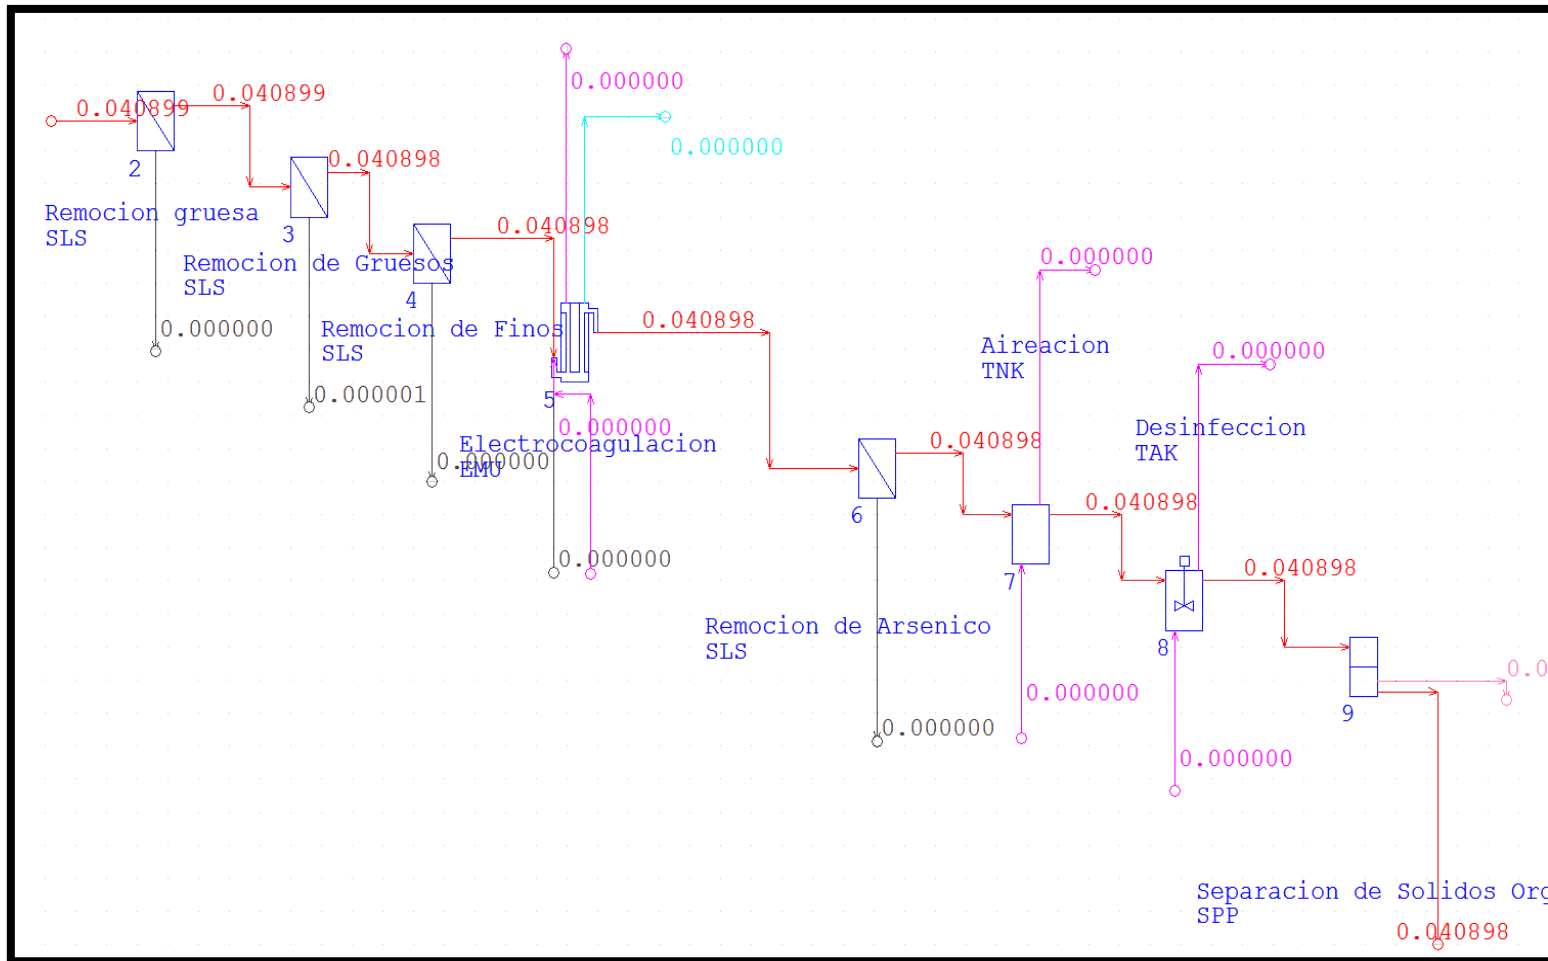 0.000000
0.040899
0.040899
0.000000
2
0.040898
Remocion gruesa
SLS
3
0.040898
Remocion de Gruesos
SLS
4
0.000000
0.000000
Remocion de Finos
SLS
0.040898
Aireacion
TNK
0.000000
0.000001
5
0.000000
Desinfeccion
TAK
Electrocoagulacion
EMU
0.040898
0.000000
0.040898
6
0.000000
0.040898
7
Remocion de Arsenico
SLS
8
0.000000
0.0
9
0.000000
0.000000
Separacion de Solidos Org
SPP
0.040898